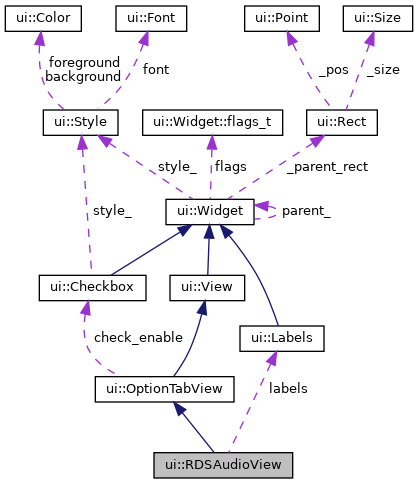 ui::Color
ui::Font
ui::Point
ui::Size
foreground
background
font
_pos
_size
ui::Style
ui::Widget::flags_t
ui::Rect
style_
flags
_parent_rect
ui::Widget
parent_
style_
ui::Checkbox
ui::View
ui::Labels
check_enable
ui::OptionTabView
labels
ui::RDSAudioView